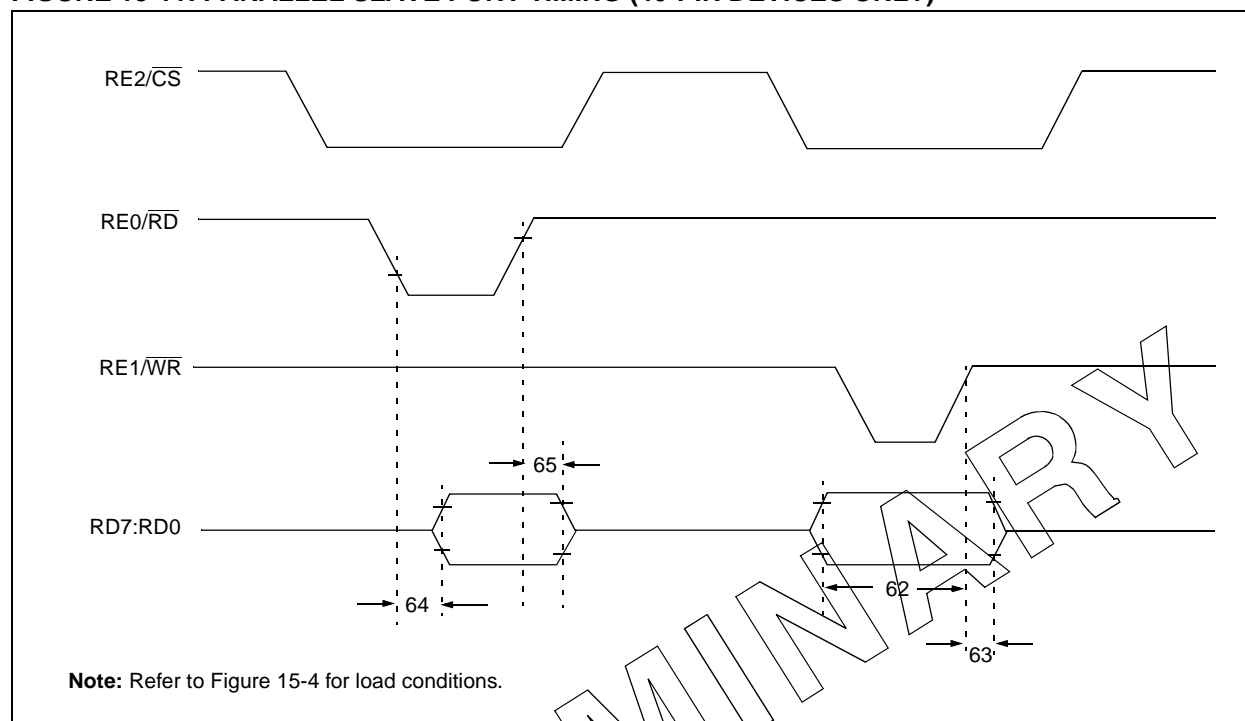 RE2/CS
RE0/RD
RE1/WR
65
RD7:RD0
62
64
63
Note: Refer to Figure 15-4 for load conditions.
MINARY